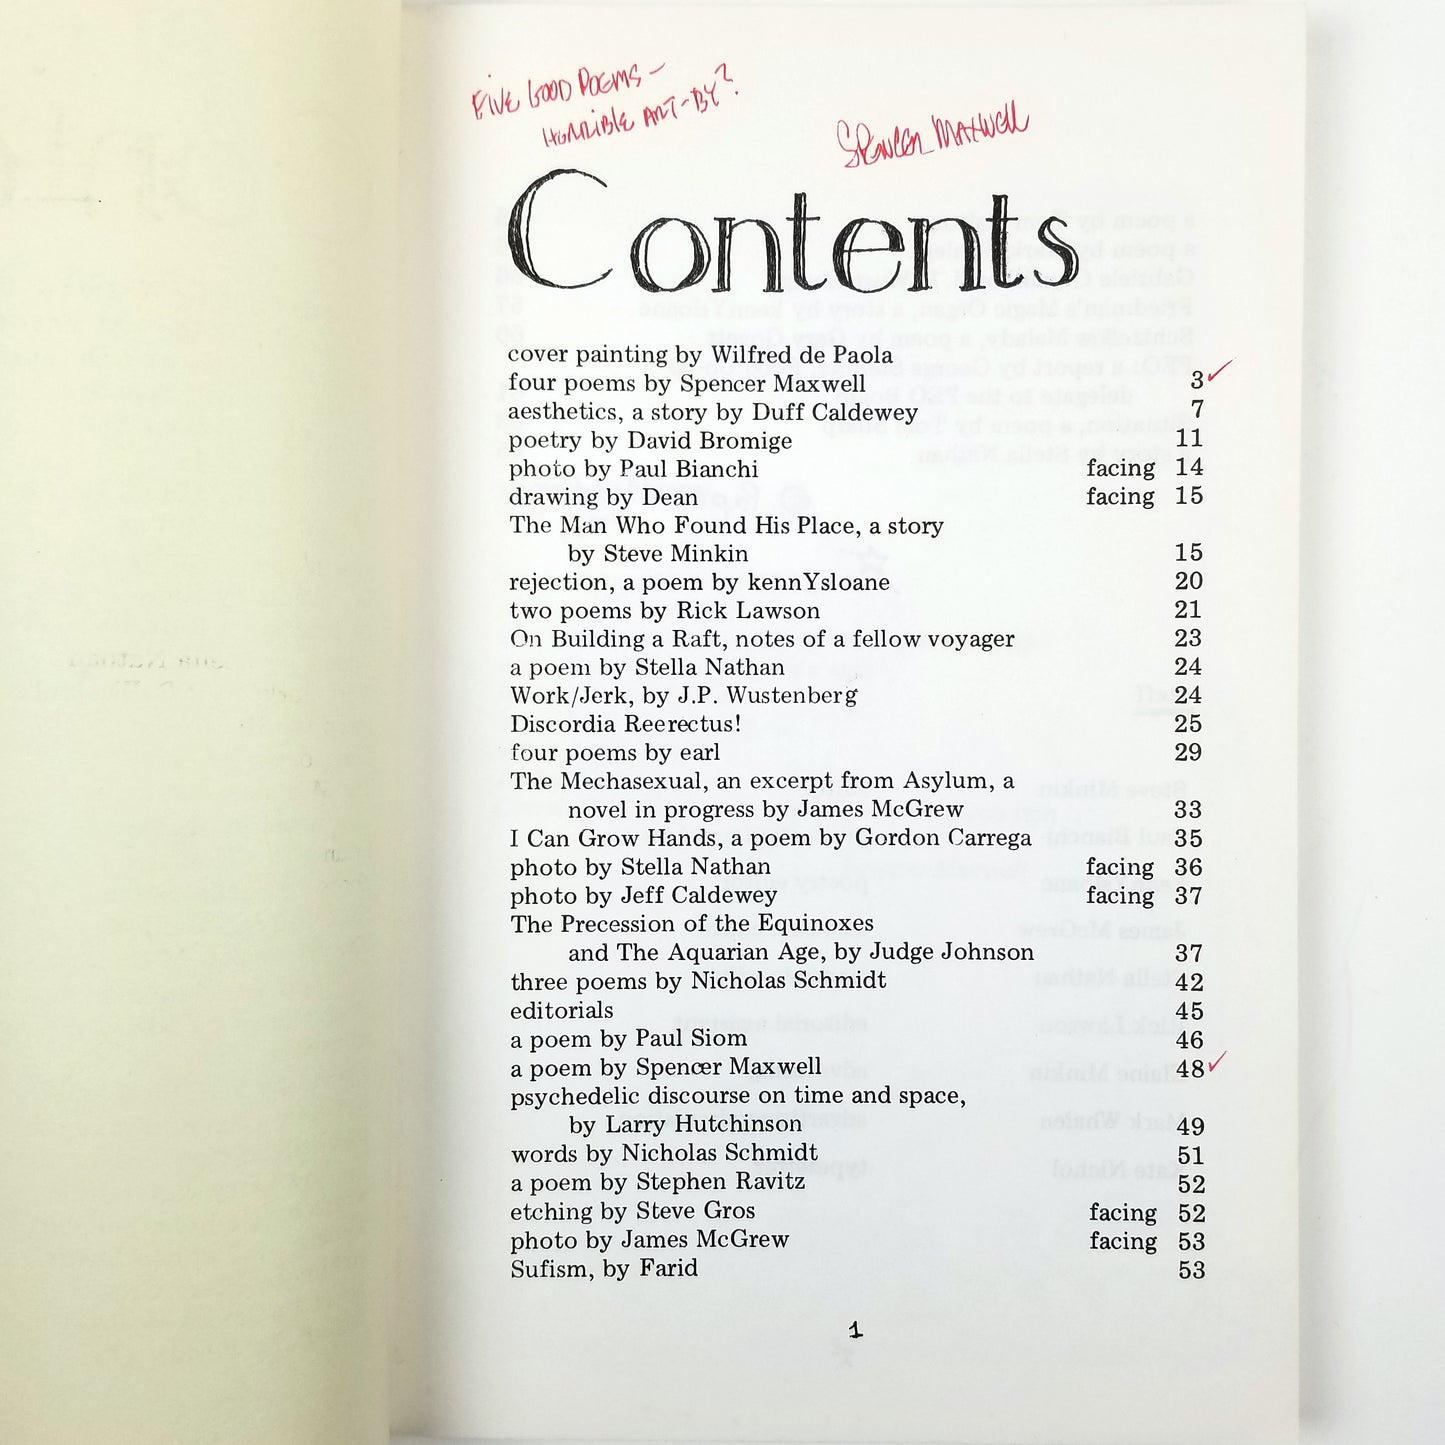 FIVE GOOD POEMS –
HORRIBLE ART – BY?
SPENCER MAXWELL
Contents
cover painting by Wilfred de Paola
four poems by Spencer Maxwell 3 ✓
aesthetics, a story by Duff Caldewey 7
poetry by David Bromige 11
photo by Paul Bianchi facing 14
drawing by Dean facing 15
The Man Who Found His Place, a story
by Steve Minkin 15
rejection, a poem by kennYsloane 20
two poems by Rick Lawson 21
On Building a Raft, notes of a fellow voyager 23
a poem by Stella Nathan 24
Work/Jerk, by J.P. Wustenberg 24
Discordia Reerectus! 25
four poems by earl 29
The Mechasexual, an excerpt from Asylum, a
novel in progress by James McGrew 33
I Can Grow Hands, a poem by Gordon Carrega 35
photo by Stella Nathan facing 36
photo by Jeff Caldewey facing 37
The Precession of the Equinoxes
and The Aquarian Age, by Judge Johnson 37
three poems by Nicholas Schmidt 42
editorials 45
a poem by Paul Siom 46
a poem by Spencer Maxwell 48 ✓
psychedelic discourse on time and space,
by Larry Hutchinson 49
words by Nicholas Schmidt 51
a poem by Stephen Ravitz 52
etching by Steve Gros facing 52
photo by James McGrew facing 53
Sufism, by Farid 53
1